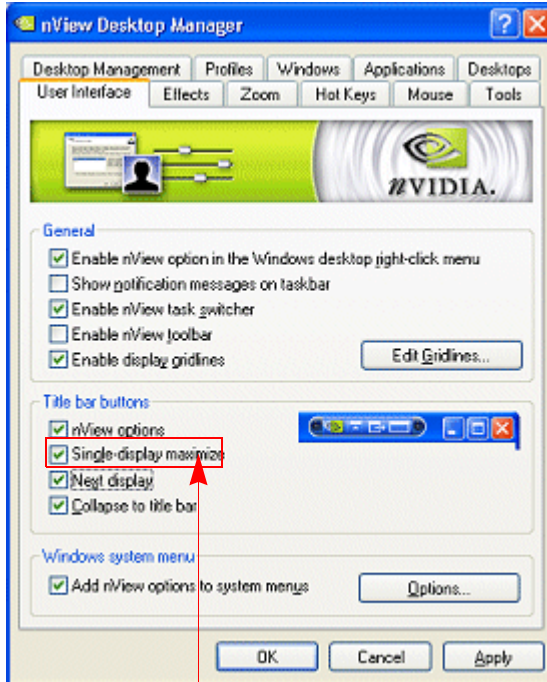 nView Desktop Manager
Desktop Management Profiles Windows Applications Desktops
User Interface Effects Zoom Hot Keys Mouse Tools
nVIDIA.
General
Enable nView option in the Windows desktop right-click menu
Show notification messages on taskbar
Enable nView task switcher
Enable nView toolbar
Enable display gridlines
Edit Gridlines...
Title bar buttons
nView options
Single-display maximize
Next display
Collapse to title bar
Windows system menu
Add nView options to system menus
Options...
OK Cancel Apply